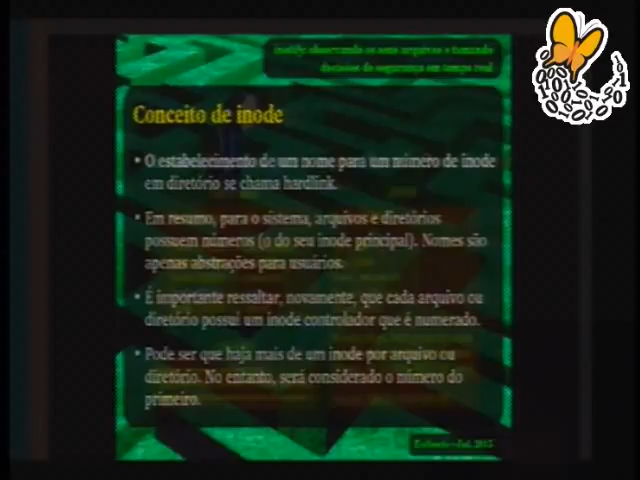 inotify: observando os seus arquivos e tomando
decisões de segurança em tempo real
Conceito de inode
• O estabelecimento de um nome para um número de inode
em diretório se chama hardlink.
• Em resumo, para o sistema, arquivos e diretórios
possuem números (o do seu inode principal). Nomes são
apenas abstrações para usuários.
• É importante ressaltar, novamente, que cada arquivo ou
diretório possui um inode controlador que é numerado.
• Pode ser que haja mais de um inode por arquivo ou
diretório. No entanto, será considerado o número do
primeiro.
Jul. 2015